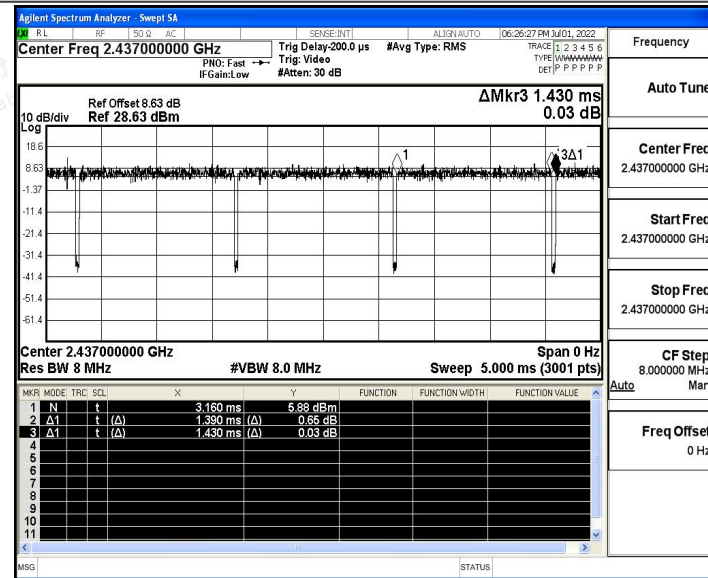 Agilent Spectrum Analyzer - Swept SA
LXI RL RF 50 Ω AC SENSE:INT ALIGN AUTO 06:26:27 PM Jul 01, 2022
Center Freq 2.437000000 GHz
PNO: Fast
IFGain:Low
Trig Delay-200.0 µs
Trig: Video
#Atten: 30 dB
#Avg Type: RMS
TRACE 1 2 3 4 5 6
TYPE WWWWWW
DET P P P P P P
Ref Offset 8.63 dB
10 dB/div Ref 28.63 dBm
Log
ΔMkr3 1.430 ms
0.03 dB
18.6
8.63
-1.37
-11.4
-21.4
-31.4
-41.4
-51.4
-61.4
1
3Δ1
Center 2.437000000 GHz Span 0 Hz
Res BW 8 MHz #VBW 8.0 MHz Sweep 5.000 ms (3001 pts)
MKR MODE TRC SCL X Y FUNCTION FUNCTION WIDTH FUNCTION VALUE
1 N t 3.160 ms 5.88 dBm
2 Δ1 t (Δ) 1.390 ms (Δ) 0.65 dB
3 Δ1 t (Δ) 1.430 ms (Δ) 0.03 dB
4
5
6
7
8
9
10
11
MSG STATUS
Frequency
Auto Tune
Center Freq
2.437000000 GHz
Start Freq
2.437000000 GHz
Stop Freq
2.437000000 GHz
CF Step
8.000000 MHz
Auto Man
Freq Offset
0 Hz